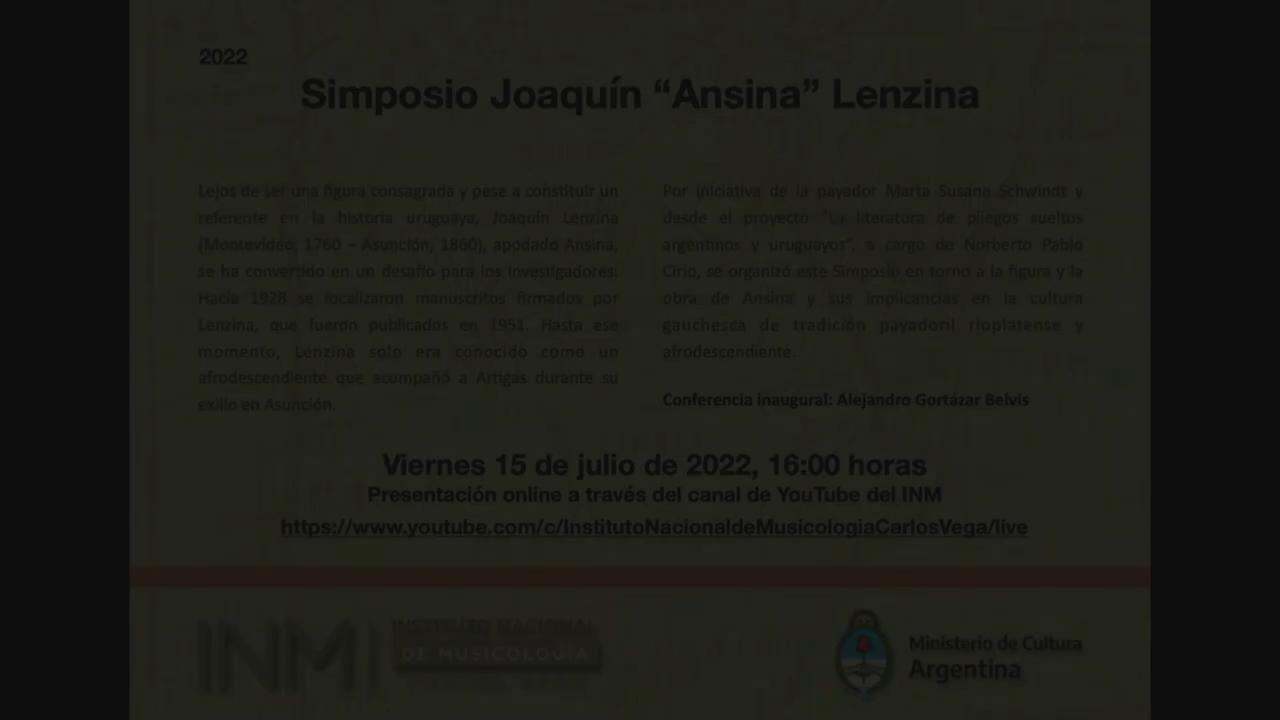 2022
Simposio Joaquín “Ansina” Lenzina
Lejos de ser una figura consagrada y pese a constituir un
referente en la historia uruguaya, Joaquín Lenzina
(Montevideo, 1760 – Asunción, 1860), apodado Ansina,
se ha convertido en un desafío para los investigadores.
Hacia 1928 se localizaron manuscritos firmados por
Lenzina, que fueron publicados en 1951. Hasta ese
momento, Lenzina solo era conocido como un
afrodescendiente que acompañó a Artigas durante su
exilio en Asunción.
Por iniciativa de la payador Marta Susana Schwindt y
desde el proyecto “La literatura de pliegos sueltos
argentinos y uruguayos”, a cargo de Norberto Pablo
Cirio, se organizó este Simposio en torno a la figura y la
obra de Ansina y sus implicancias en la cultura
gauchesca de tradición payadoril rioplatense y
afrodescendiente.
Conferencia inaugural: Alejandro Gortázar Belvis
Viernes 15 de julio de 2022, 16:00 horas
Presentación online a través del canal de YouTube del INM
https://www.youtube.com/c/InstitutoNacionaldeMusicologiaCarlosVega/live
INM
INSTITUTO NACIONAL
DE MUSICOLOGÍA
Ministerio de Cultura
Argentina